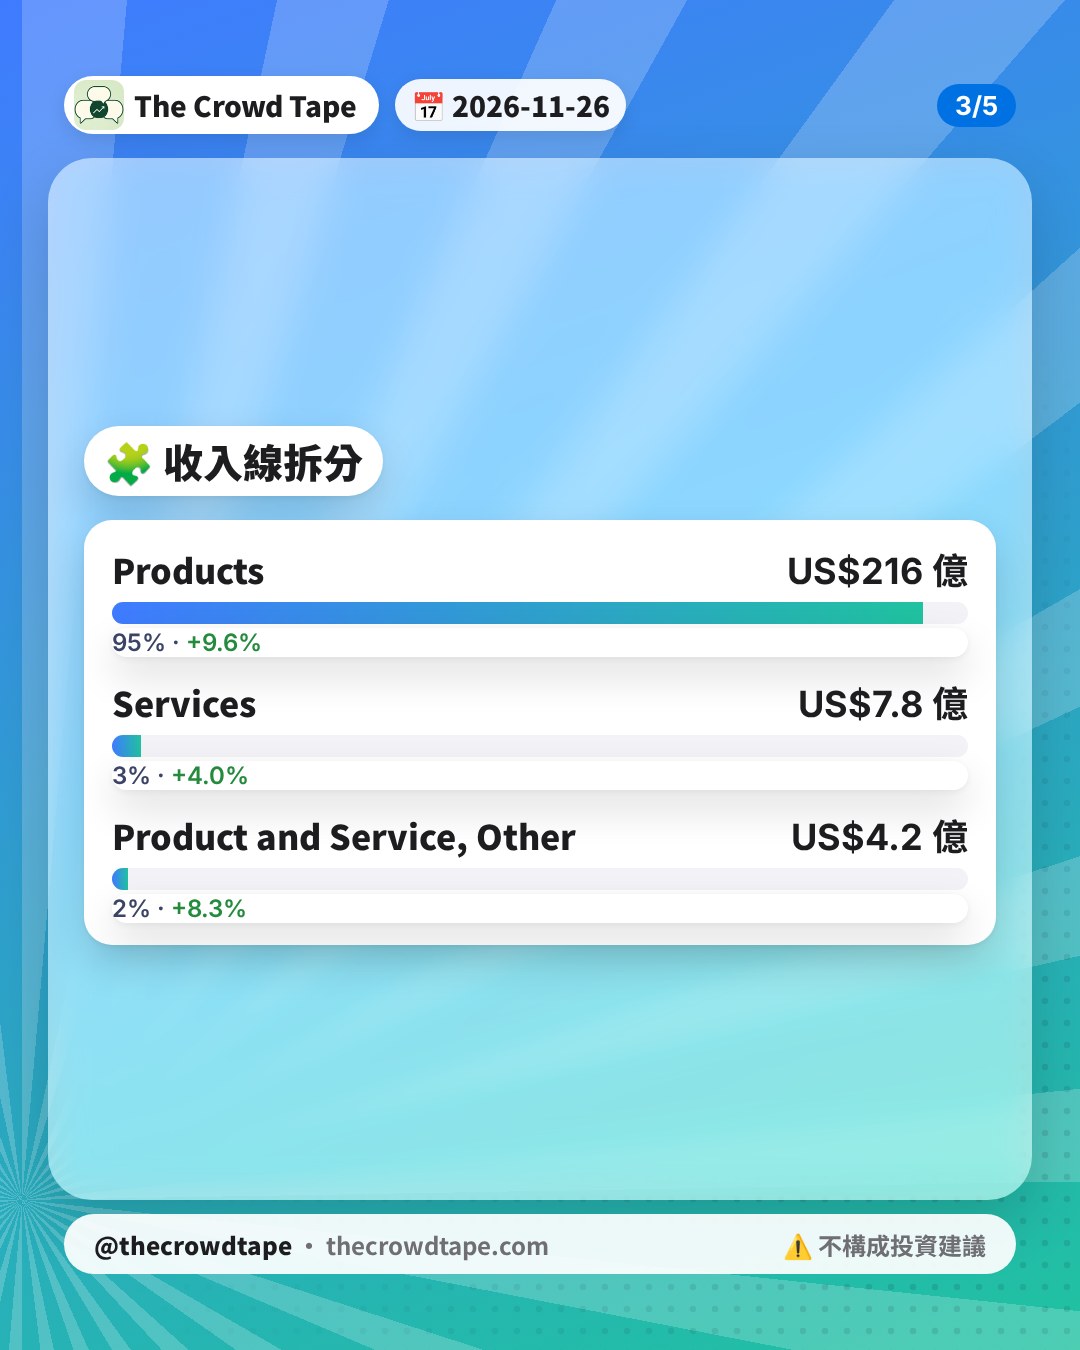 The Crowd Tape
2026-11-26
3/5
收入線拆分
Products US$216 億
95% · +9.6%
Services US$7.8 億
3% · +4.0%
Product and Service, Other US$4.2 億
2% · +8.3%
@thecrowdtape • thecrowdtape.com
不構成投資建議